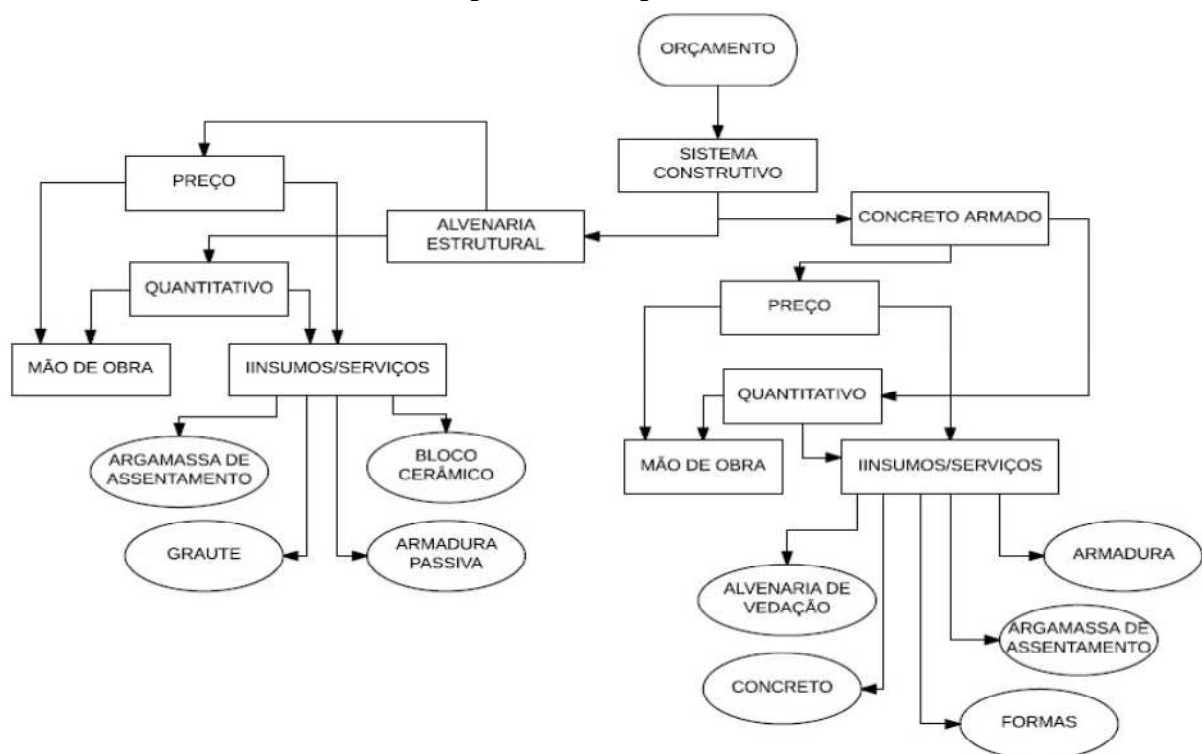 ORÇAMENTO
SISTEMA
CONSTRUTIVO
PREÇO
ALVENARIA
ESTRUTURAL
CONCRETO ARMADO
QUANTITATIVO
PREÇO
MÃO DE OBRA
IINSUMOS/SERVIÇOS
QUANTITATIVO
ARGAMASSA DE
ASSENTAMENTO
BLOCO
CERÂMICO
MÃO DE OBRA
IINSUMOS/SERVIÇOS
GRAUTE
ARMADURA
PASSIVA
ARMADURA
ALVENARIA DE
VEDAÇÃO
ARGAMASSA DE
ASSENTAMENTO
CONCRETO
FORMAS